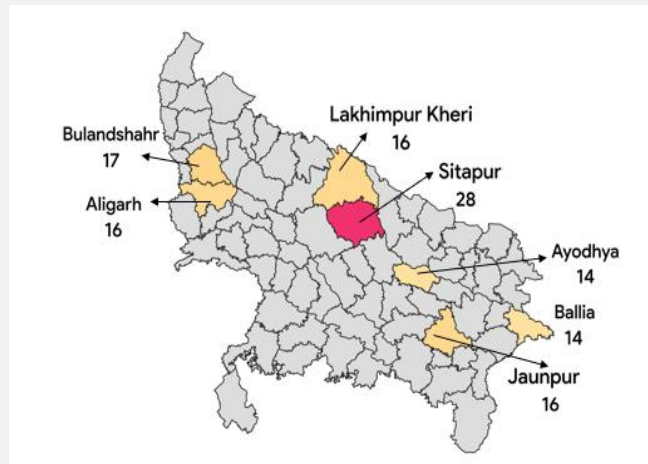 Lakhimpur Kheri
16
Bulandshahr
17
Sitapur
28
Aligarh
16
Ayodhya
14
Ballia
14
Jaunpur
16